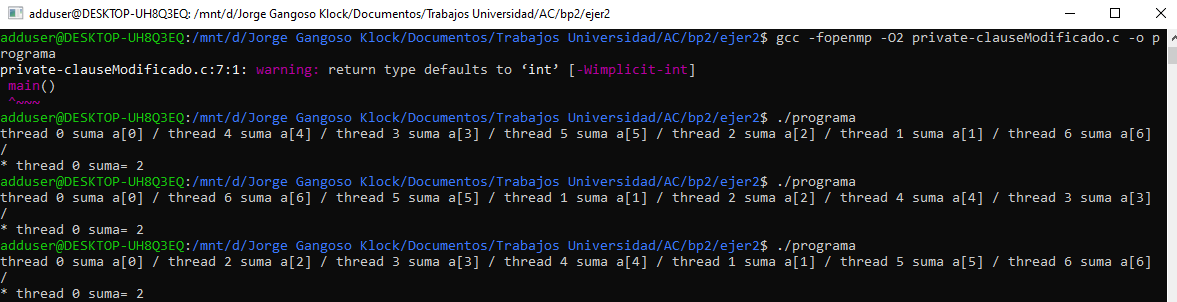 adduser@DESKTOP-UH8Q3EQ: /mnt/d/Jorge Gangoso Klock/Documentos/Trabajos Universidad/AC/bp2/ejer2
adduser@DESKTOP-UH8Q3EQ:/mnt/d/Jorge Gangoso Klock/Documentos/Trabajos Universidad/AC/bp2/ejer2$ gcc -fopenmp -O2 private-clauseModificado.c -o p
rograma
private-clauseModificado.c:7:1: warning: return type defaults to ‘int’ [-Wimplicit-int]
 main()
 ^~~~
adduser@DESKTOP-UH8Q3EQ:/mnt/d/Jorge Gangoso Klock/Documentos/Trabajos Universidad/AC/bp2/ejer2$ ./programa
thread 0 suma a[0] / thread 4 suma a[4] / thread 3 suma a[3] / thread 5 suma a[5] / thread 2 suma a[2] / thread 1 suma a[1] / thread 6 suma a[6]
/
* thread 0 suma= 2
adduser@DESKTOP-UH8Q3EQ:/mnt/d/Jorge Gangoso Klock/Documentos/Trabajos Universidad/AC/bp2/ejer2$ ./programa
thread 0 suma a[0] / thread 6 suma a[6] / thread 5 suma a[5] / thread 1 suma a[1] / thread 2 suma a[2] / thread 4 suma a[4] / thread 3 suma a[3]
/
* thread 0 suma= 2
adduser@DESKTOP-UH8Q3EQ:/mnt/d/Jorge Gangoso Klock/Documentos/Trabajos Universidad/AC/bp2/ejer2$ ./programa
thread 0 suma a[0] / thread 2 suma a[2] / thread 3 suma a[3] / thread 4 suma a[4] / thread 1 suma a[1] / thread 5 suma a[5] / thread 6 suma a[6]
/
* thread 0 suma= 2